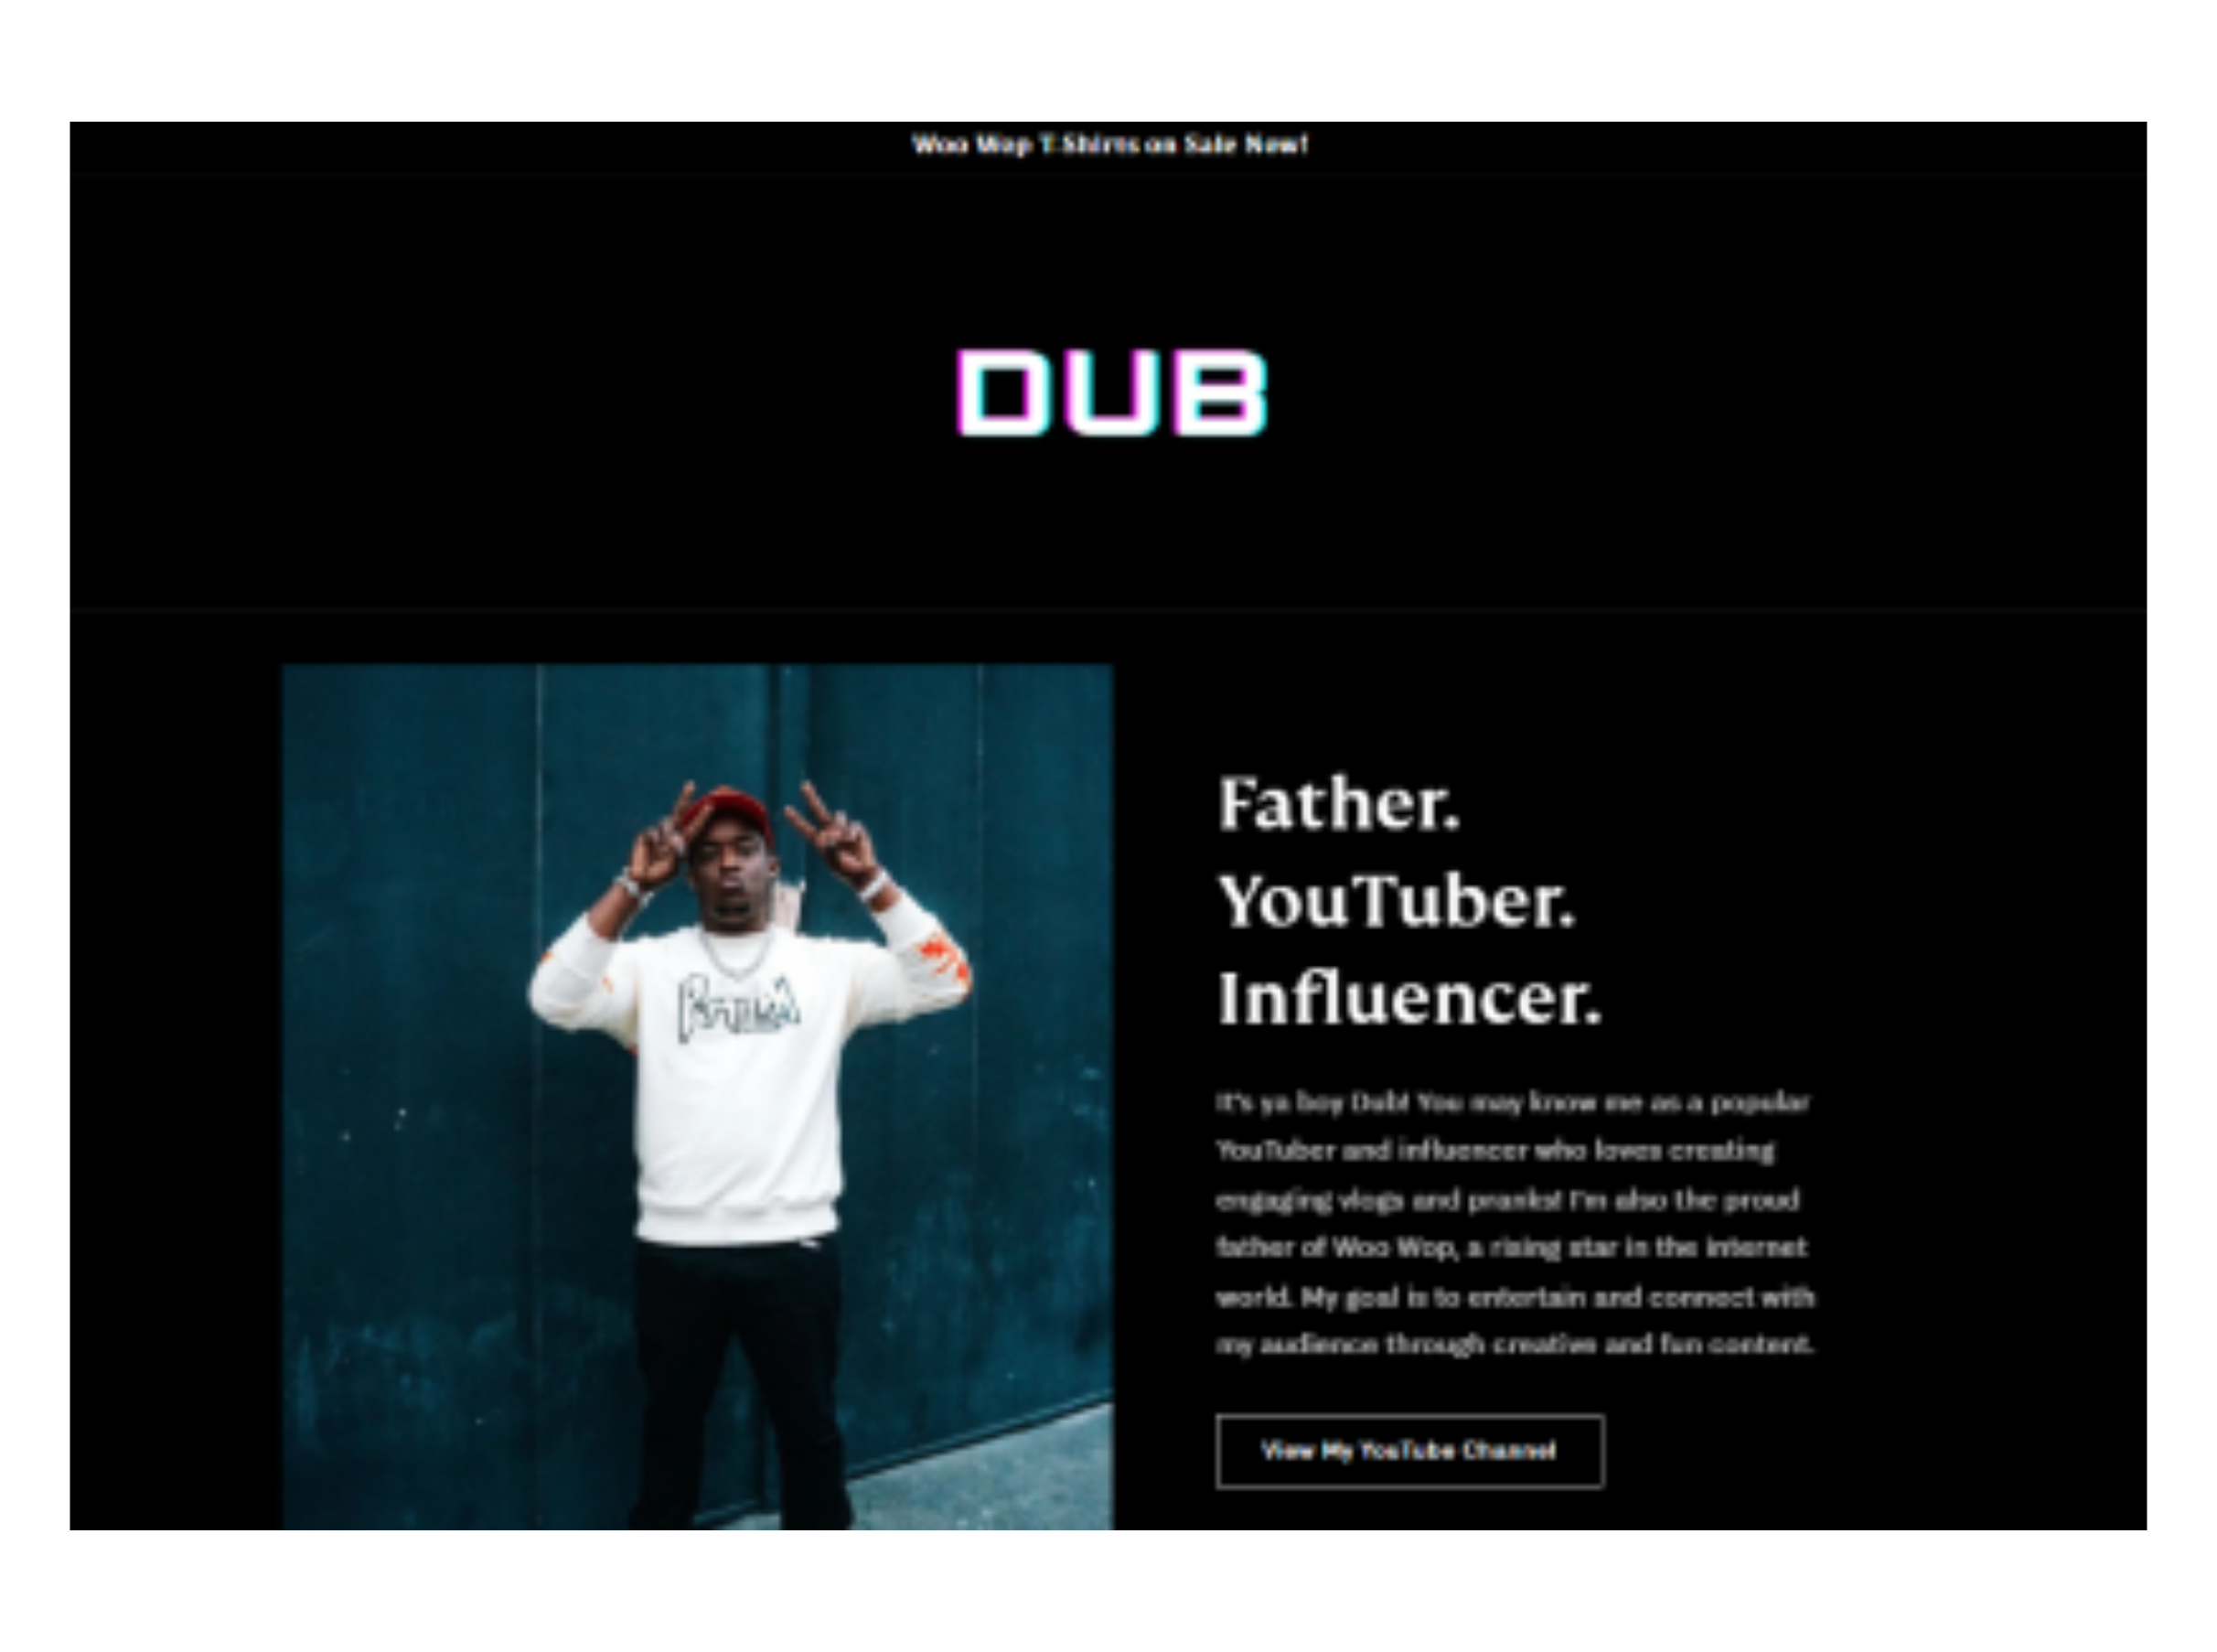 Woo Wop T-Shirts on Sale Now!
DUB
Father.
YouTuber.
Influencer.
It's ya boy Dub! You may know me as a popular
YouTuber and influencer who loves creating
engaging vlogs and pranks! I'm also the proud
father of Woo Wop, a rising star in the internet
world. My goal is to entertain and connect with
my audience through creative and fun content.
View My YouTube Channel